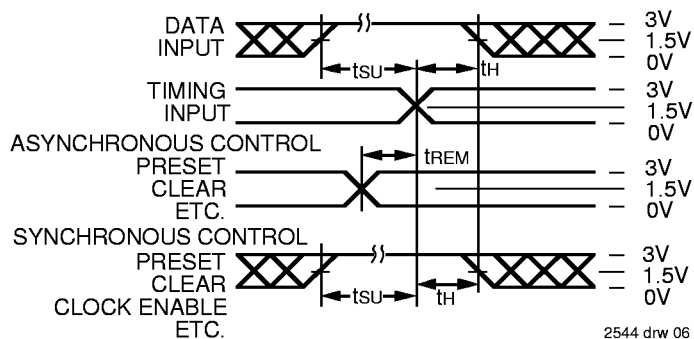 DATA
INPUT
3V
1.5V
0V
tSU
tH
TIMING
INPUT
3V
1.5V
0V
ASYNCHRONOUS CONTROL
PRESET
CLEAR
ETC.
tREM
3V
1.5V
0V
SYNCHRONOUS CONTROL
PRESET
CLEAR
CLOCK ENABLE
ETC.
tSU
tH
3V
1.5V
0V
2544 drw 06